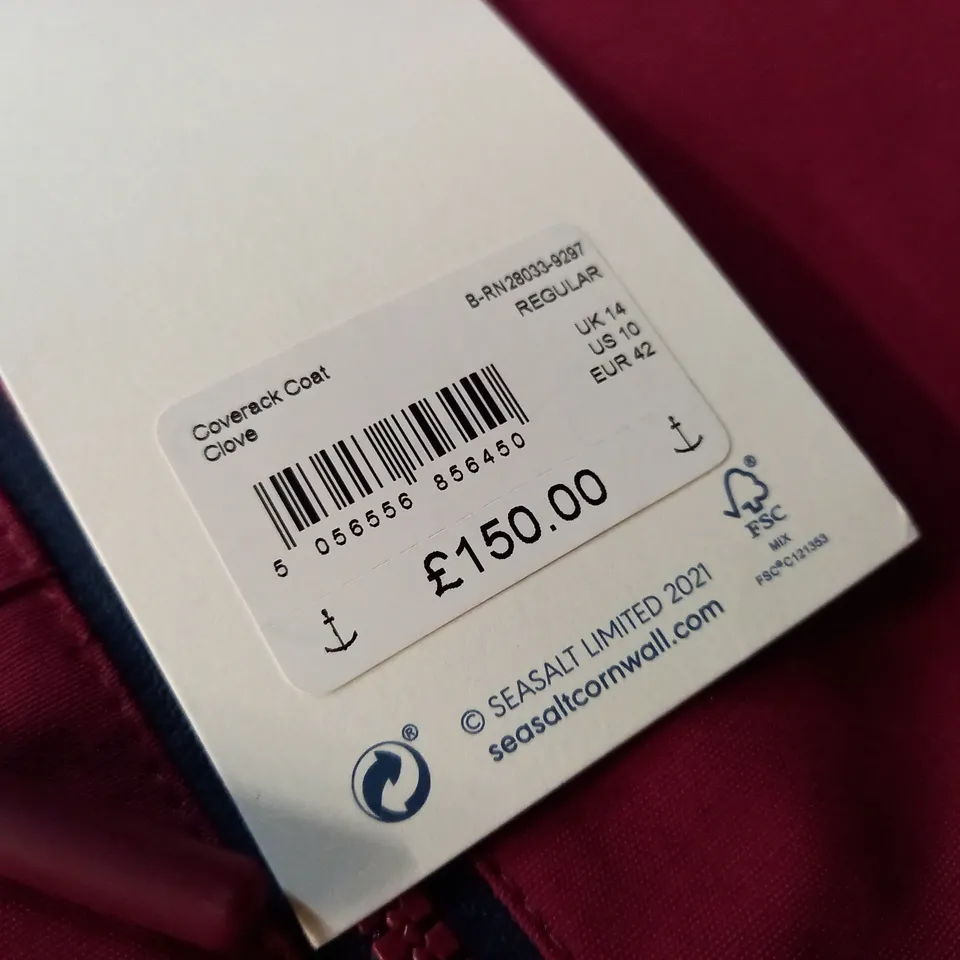 B-RN28033-9297
REGULAR
UK 14
US 10
EUR 42
Coverack Coat
Clove
5 056556 856450
£150.00
FSC®
MIX
FSC® C121353
© SEASALT LIMITED 2021
seasaltcornwall.com
®